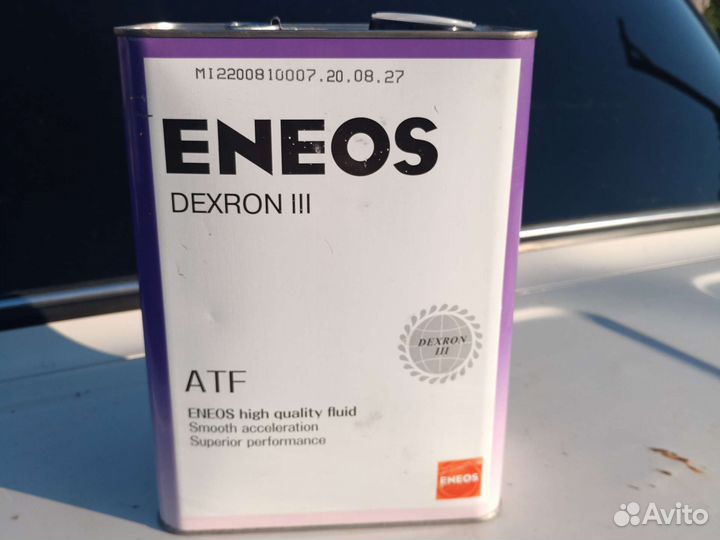 MI2200810007.20.08.27
ENEOS
DEXRON III
DEXRON
III
ATF
ENEOS high quality fluid
Smooth acceleration
Superior performance
ENEOS
Avito